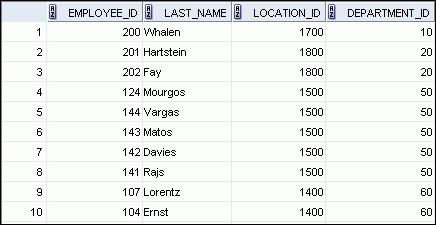 EMPLOYEE_ID LAST_NAME LOCATION_ID DEPARTMENT_ID
1 200 Whalen 1700 10
2 201 Hartstein 1800 20
3 202 Fay 1800 20
4 124 Mourgos 1500 50
5 144 Vargas 1500 50
6 143 Matos 1500 50
7 142 Davies 1500 50
8 141 Rajs 1500 50
9 107 Lorentz 1400 60
10 104 Ernst 1400 60